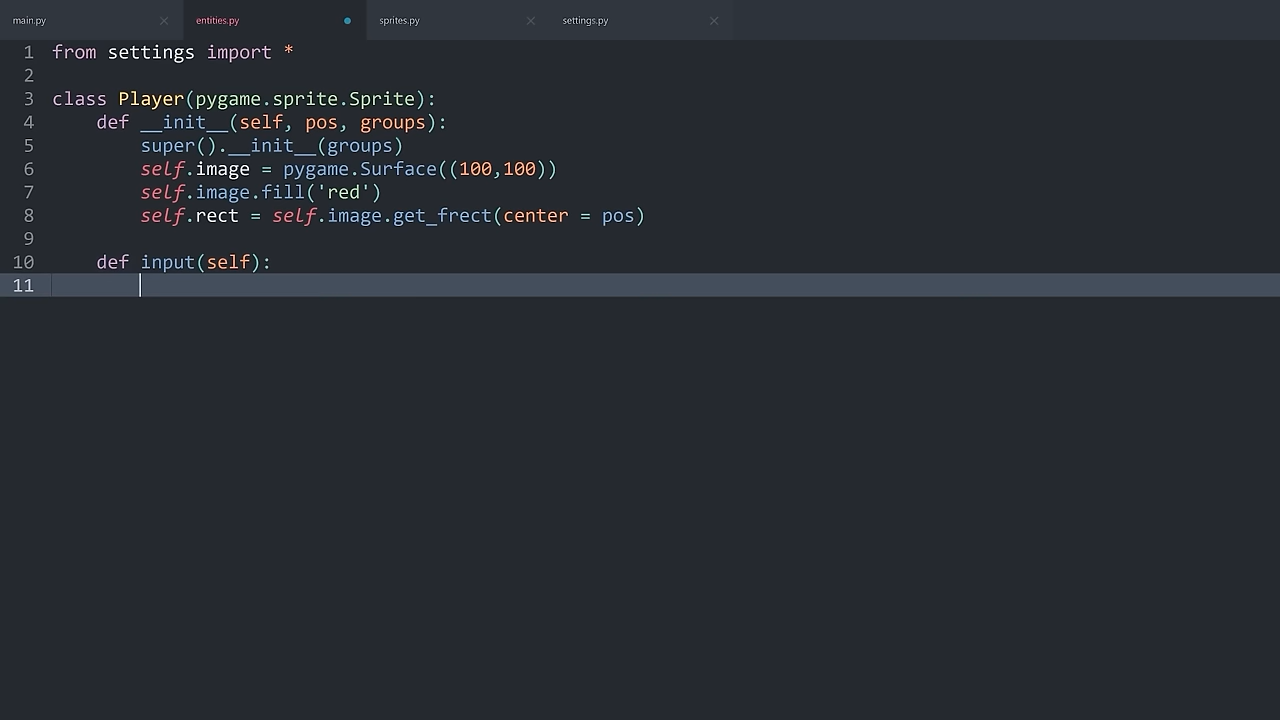 main.py × entities.py sprites.py × settings.py ×
1 from settings import *
2
3 class Player(pygame.sprite.Sprite):
4     def __init__(self, pos, groups):
5         super().__init__(groups)
6         self.image = pygame.Surface((100,100))
7         self.image.fill('red')
8         self.rect = self.image.get_frect(center = pos)
9
10     def input(self):
11